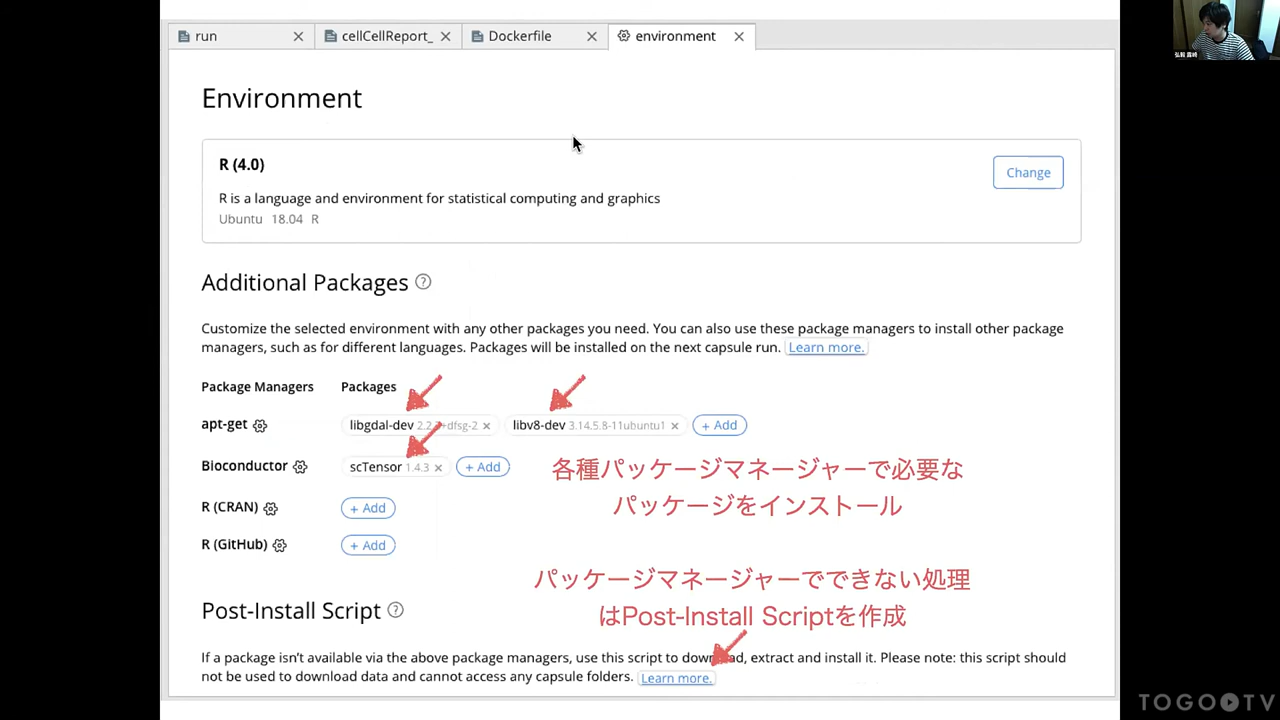 run
cellCellReport_
Dockerfile
environment
Environment
R (4.0)
Change
R is a language and environment for statistical computing and graphics
Ubuntu 18.04 R
Additional Packages
Customize the selected environment with any other packages you need. You can also use these package managers to install other package
managers, such as for different languages. Packages will be installed on the next capsule run. Learn more.
Package Managers Packages
apt-get libgdal-dev libv8-dev 3.14.5.8-11ubuntu1 + Add
Bioconductor scTensor 1.4.3 + Add
各種パッケージマネージャーで必要な
パッケージをインストール
R (CRAN) + Add
R (GitHub) + Add
パッケージマネージャーでできない処理
はPost-Install Scriptを作成
Post-Install Script
If a package isn't available via the above package managers, use this script to download, extract and install it. Please note: this script should
not be used to download data and cannot access any capsule folders. Learn more.
TOGOTV